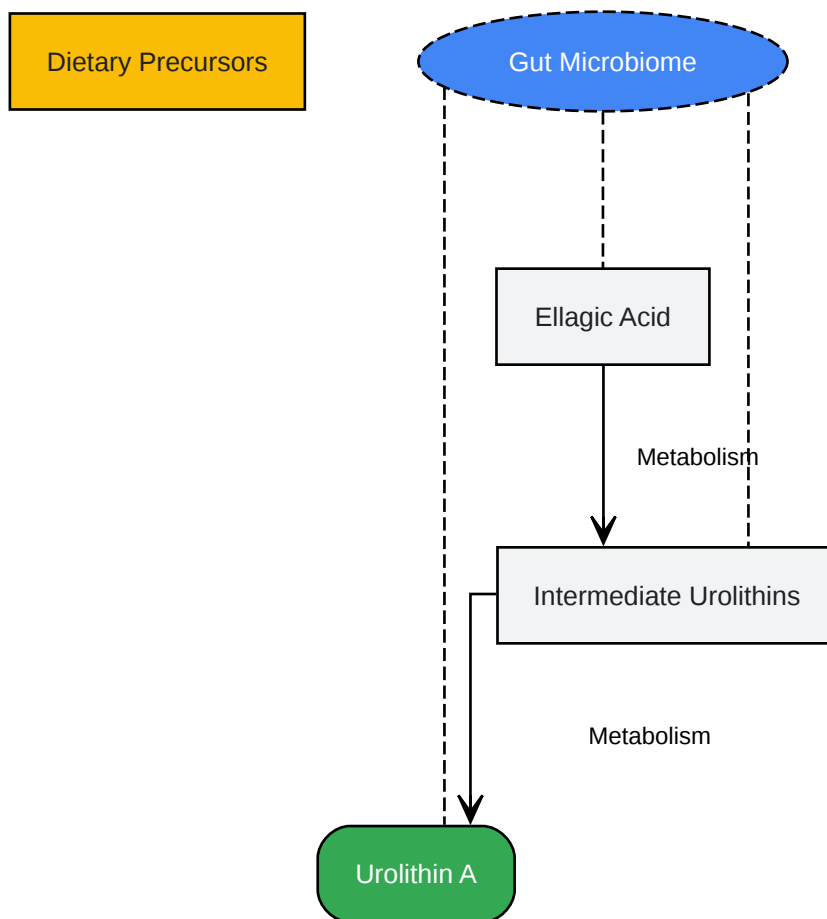 Dietary Precursors
Gut Microbiome
Ellagic Acid
Metabolism
Intermediate Urolithins
Metabolism
Urolithin A